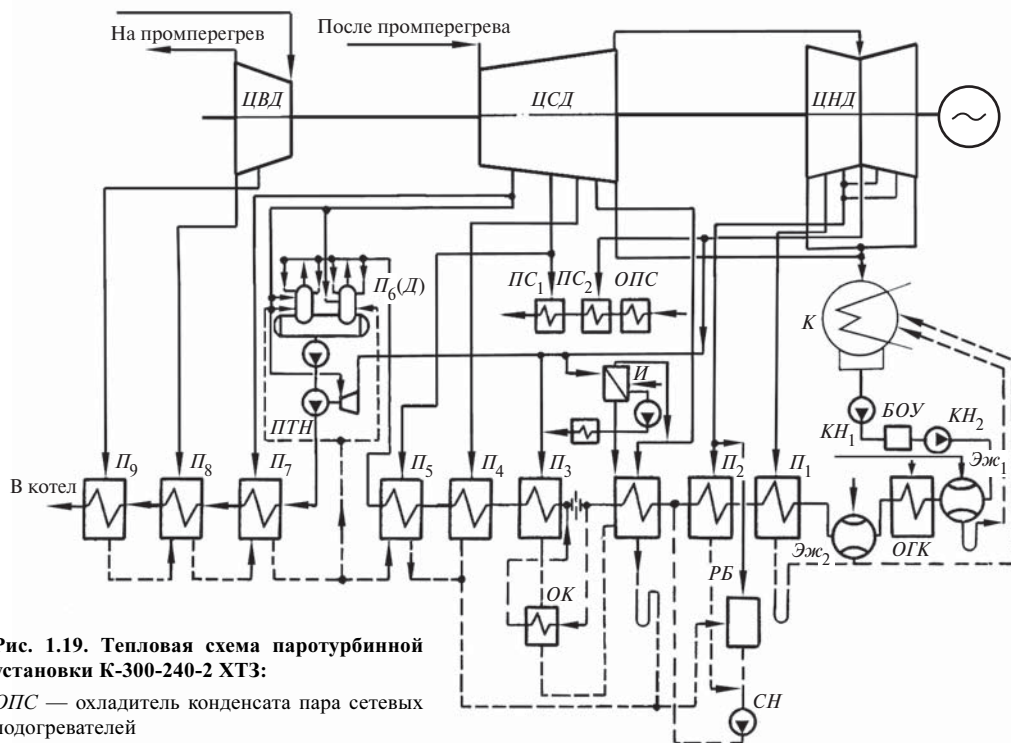 На промперегрев
После промперегрева
ЦВД
ЦСД
ЦНД
П6(Д)
ПС1
ПС2
ОПС
К
И
ПТН
БОУ
КН1
КН2
Эж1
В котел
П9
П8
П7
П5
П4
П3
П2
П1
Эж2
ОГК
РБ
ОК
СН
Рис. 1.19. Тепловая схема паротурбинной
установки К-300-240-2 ХТЗ:
ОПС — охладитель конденсата пара сетевых
подогревателей